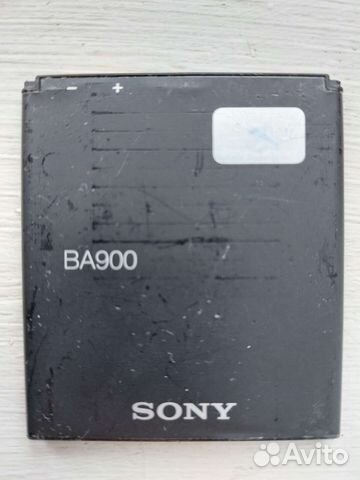 - +
BA900
SONY
Avito